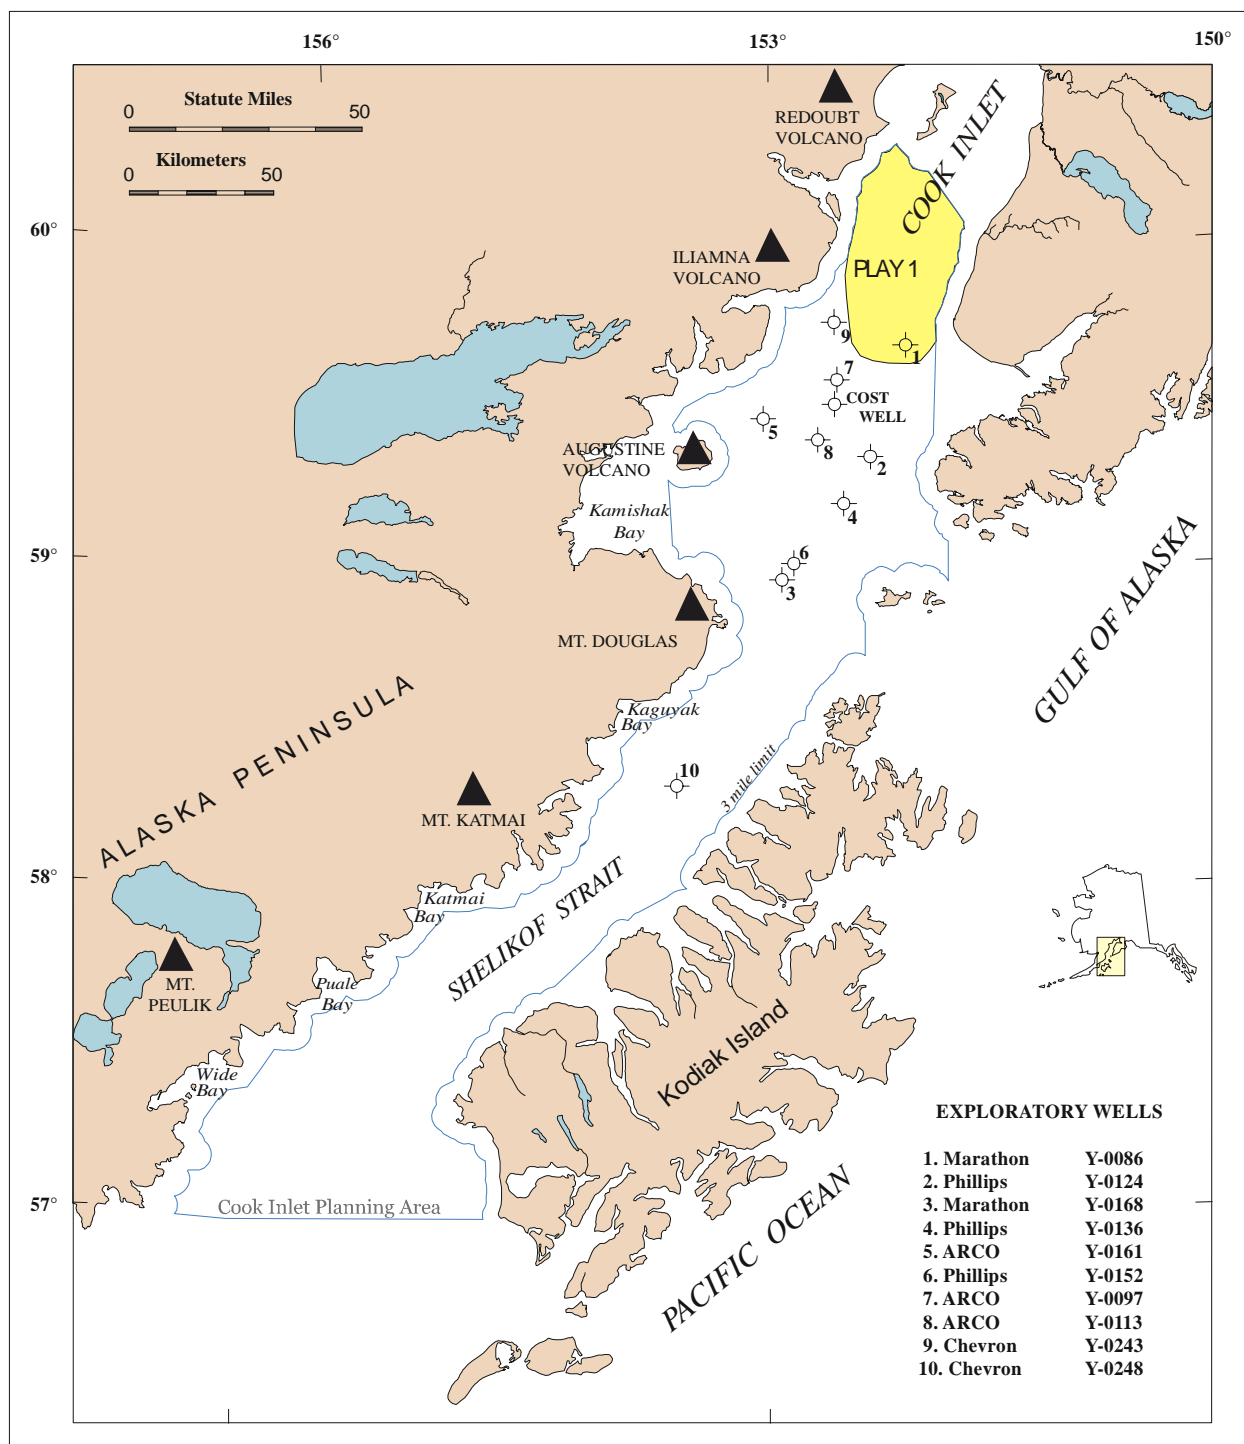 156°
153°
150°
Statute Miles
0
50
Kilometers
0
50
REDOUBT
VOLCANO
COOK INLET
60°
ILIAMNA
VOLCANO
PLAY 1
9
1
7
COST
WELL
5
8
2
AUGUSTINE
VOLCANO
4
Kamishak
Bay
59°
6
3
MT. DOUGLAS
GULF OF ALASKA
ALASKA PENINSULA
Kaguyak
Bay
10
3 mile limit
MT. KATMAI
58°
Katmai
Bay
SHELIKOF STRAIT
MT.
PEULIK
Puale
Bay
Kodiak Island
Wide
Bay
57°
Cook Inlet Planning Area
PACIFIC OCEAN
EXPLORATORY WELLS
1. Marathon Y-0086
2. Phillips Y-0124
3. Marathon Y-0168
4. Phillips Y-0136
5. ARCO Y-0161
6. Phillips Y-0152
7. ARCO Y-0097
8. ARCO Y-0113
9. Chevron Y-0243
10. Chevron Y-0248